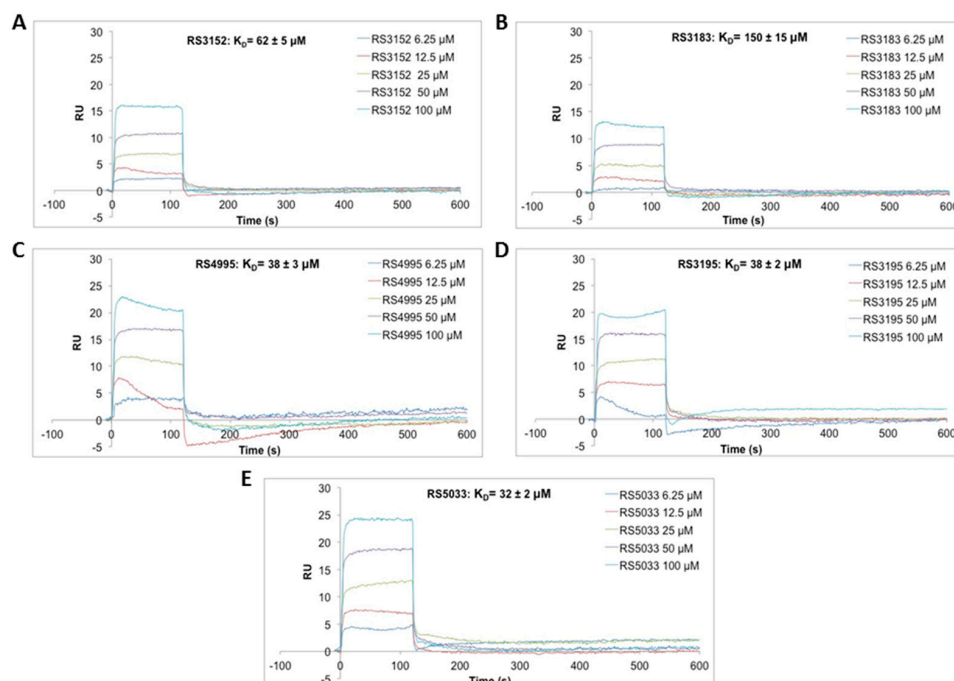 A
RS3152: KD= 62 ± 5 µM
RS3152 6.25 µM
RS3152 12.5 µM
RS3152 25 µM
RS3152 50 µM
RS3152 100 µM
30
25
20
15
10
5
0
-5
RU
-100
0
100
200
300
400
500
600
Time (s)
B
RS3183: KD= 150 ± 15 µM
RS3183 6.25 µM
RS3183 12.5 µM
RS3183 25 µM
RS3183 50 µM
RS3183 100 µM
30
25
20
15
10
5
0
-5
RU
-100
0
100
200
300
400
500
600
Time (s)
C
RS4995: KD= 38 ± 3 µM
RS4995 6.25 µM
RS4995 12.5 µM
RS4995 25 µM
RS4995 50 µM
RS4995 100 µM
30
25
20
15
10
5
0
-5
RU
-100
0
100
200
300
400
500
600
Time (s)
D
RS3195: KD= 38 ± 2 µM
RS3195 6.25 µM
RS3195 12.5 µM
RS3195 25 µM
RS3195 50 µM
RS3195 100 µM
30
25
20
15
10
5
0
-5
RU
-100
0
100
200
300
400
500
600
Time (s)
E
RS5033: KD= 32 ± 2 µM
RS5033 6.25 µM
RS5033 12.5 µM
RS5033 25 µM
RS5033 50 µM
RS5033 100 µM
30
25
20
15
10
5
0
-5
RU
-100
0
100
200
300
400
500
600
Time (s)